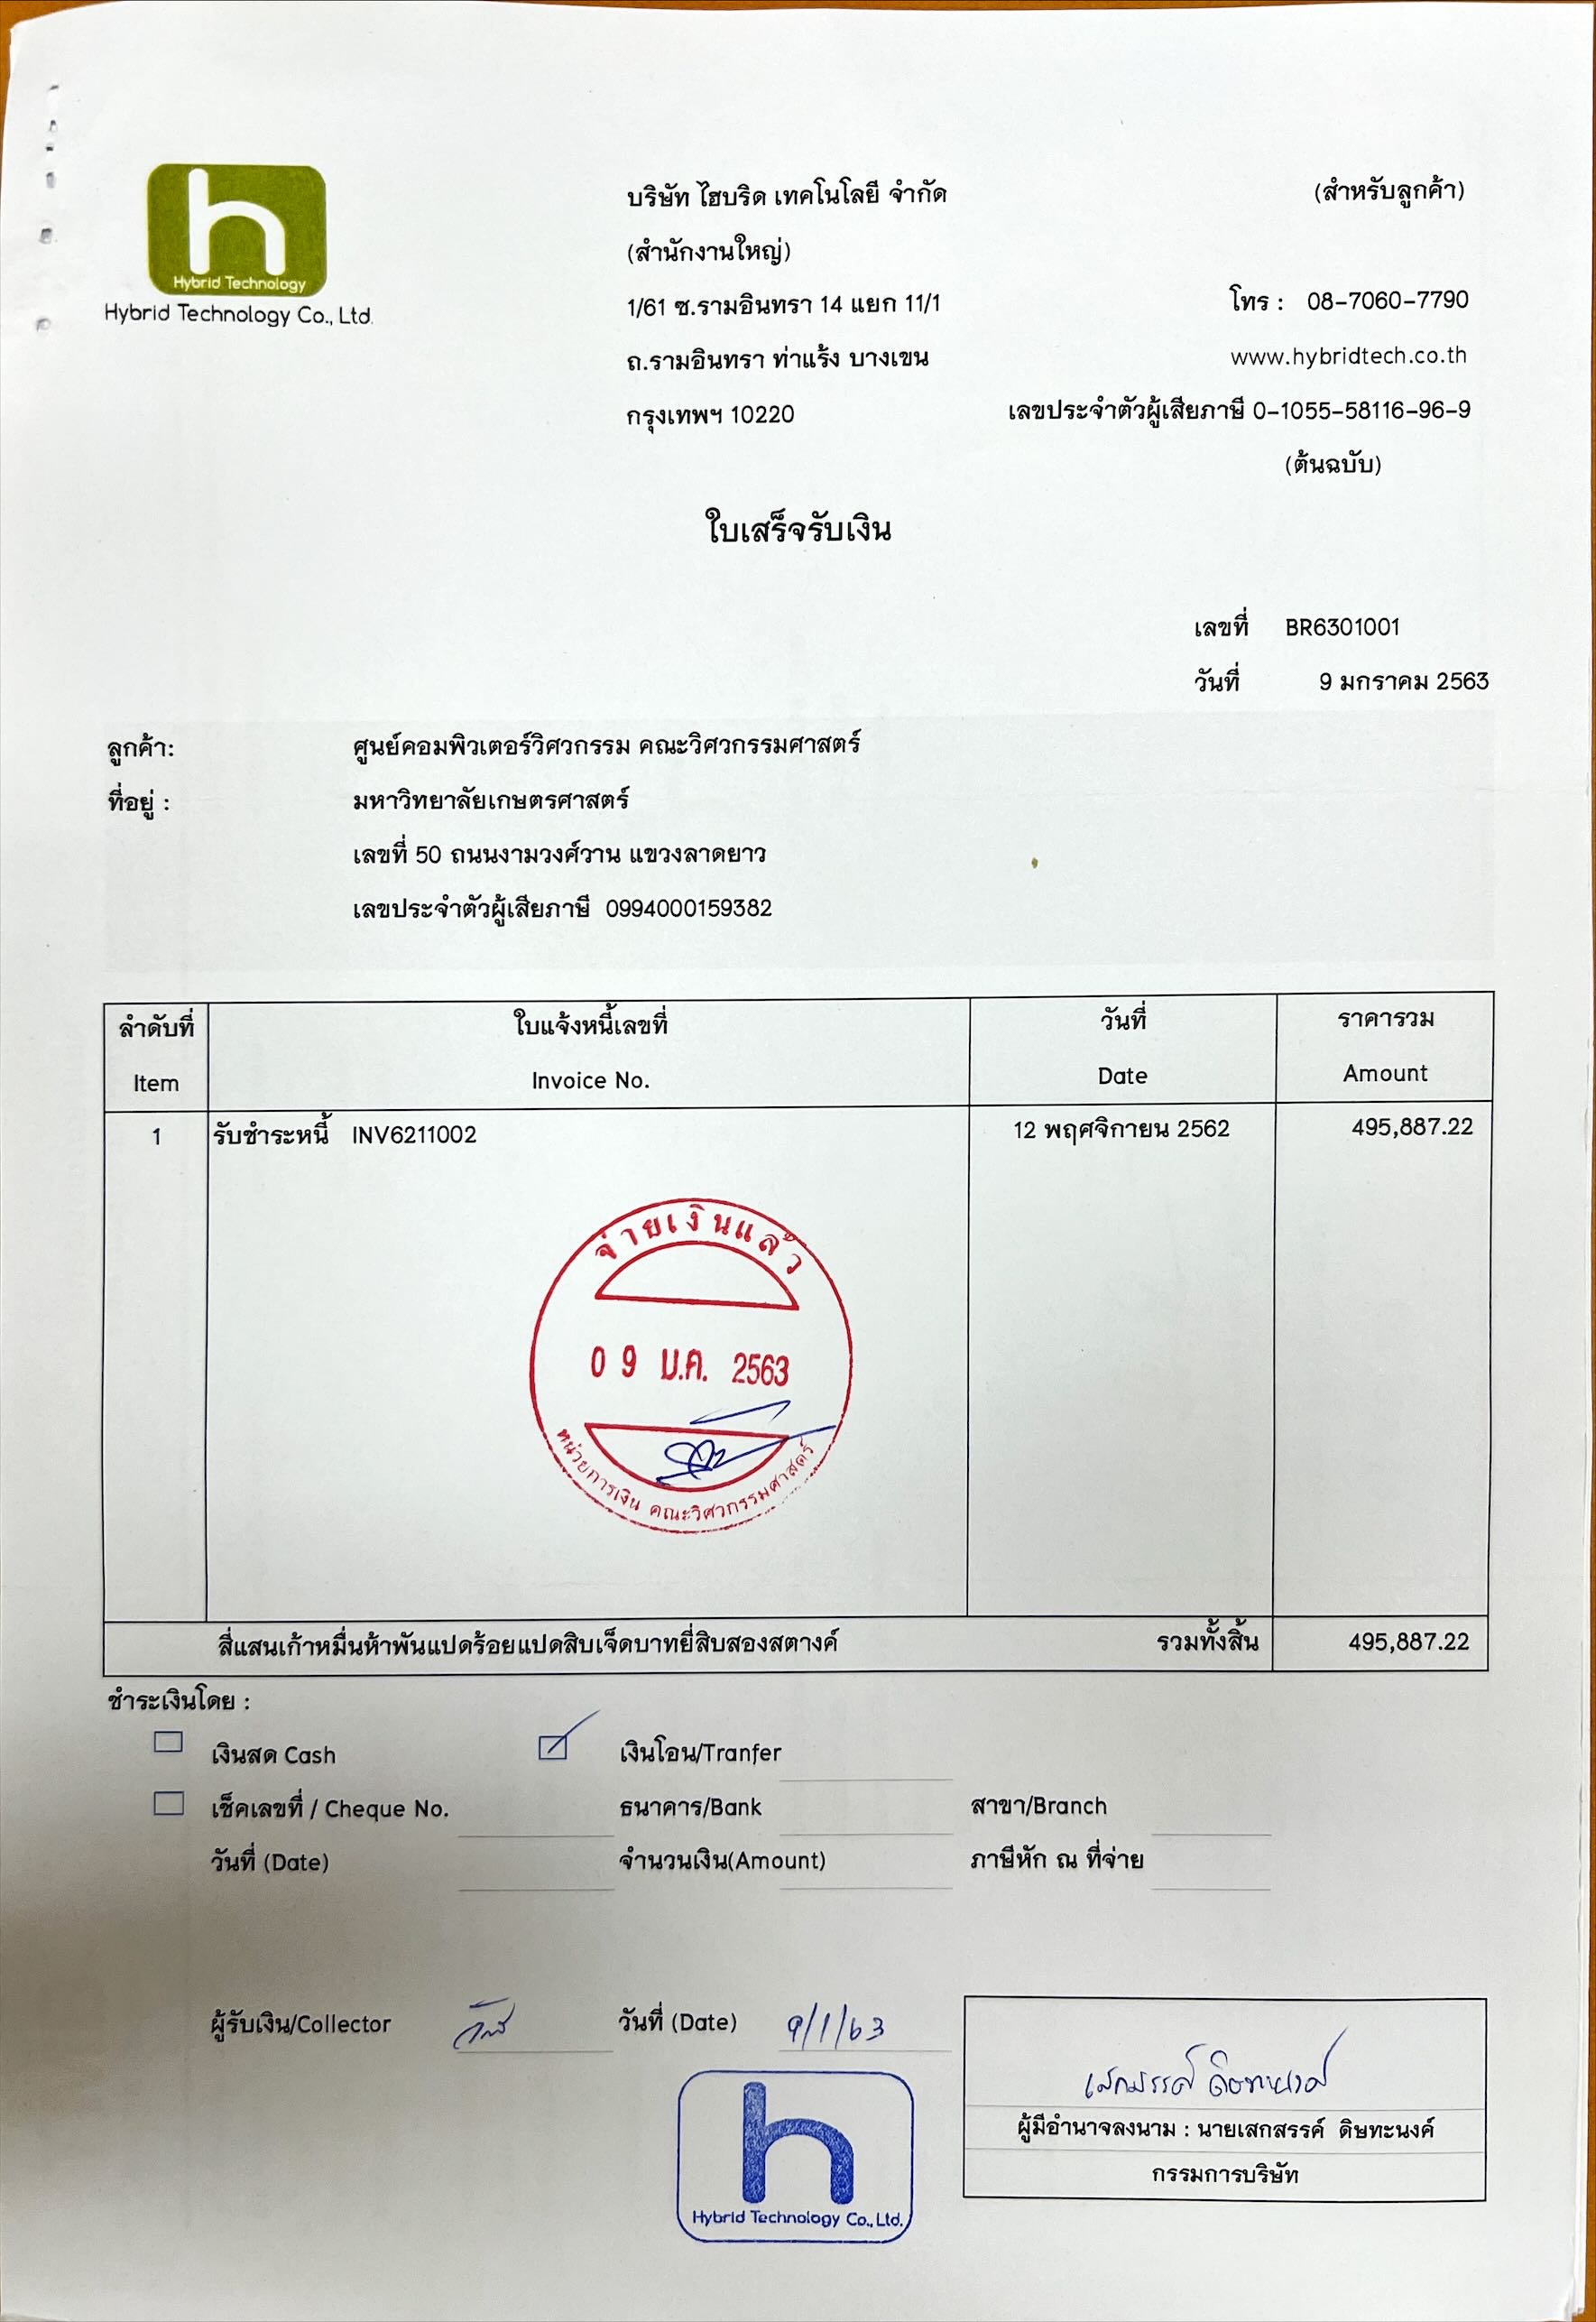 h
Hybrid Technology
Hybrid Technology Co., Ltd.
บริษัท ไฮบริด เทคโนโลยี จำกัด
(สำหรับลูกค้า)
(สำนักงานใหญ่)
1/61 ซ.รามอินทรา 14 แยก 11/1
โทร : 08-7060-7790
ถ.รามอินทรา ท่าแร้ง บางเขน
www.hybridtech.co.th
กรุงเทพฯ 10220
เลขประจำตัวผู้เสียภาษี 0-1055-58116-96-9
(ต้นฉบับ)
ใบเสร็จรับเงิน
เลขที่ BR6301001
วันที่ 9 มกราคม 2563
ลูกค้า: ศูนย์คอมพิวเตอร์วิศวกรรม คณะวิศวกรรมศาสตร์
ที่อยู่ : มหาวิทยาลัยเกษตรศาสตร์
เลขที่ 50 ถนนงามวงศ์วาน แขวงลาดยาว
เลขประจำตัวผู้เสียภาษี 0994000159382
ลำดับที่ ใบแจ้งหนี้เลขที่ วันที่ ราคารวม
Item Invoice No. Date Amount
1 รับชำระหนี้ INV6211002 12 พฤศจิกายน 2562 495,887.22
จ่ายเงินแล้ว
0 9 ม.ค. 2563
หน่วยการเงิน คณะวิศวกรรมศาสตร์
สี่แสนเก้าหมื่นห้าพันแปดร้อยแปดสิบเจ็ดบาทยี่สิบสองสตางค์ รวมทั้งสิ้น 495,887.22
ชำระเงินโดย :
เงินสด Cash เงินโอน/Tranfer
เช็คเลขที่ / Cheque No. ธนาคาร/Bank สาขา/Branch
วันที่ (Date) จำนวนเงิน(Amount) ภาษีหัก ณ ที่จ่าย
ผู้รับเงิน/Collector วันที่ (Date) 9/1/63
เสกสรรค์ ดิษทะนงค์
ผู้มีอำนาจลงนาม : นายเสกสรรค์ ดิษทะนงค์
กรรมการบริษัท
h
Hybrid Technology Co., Ltd.